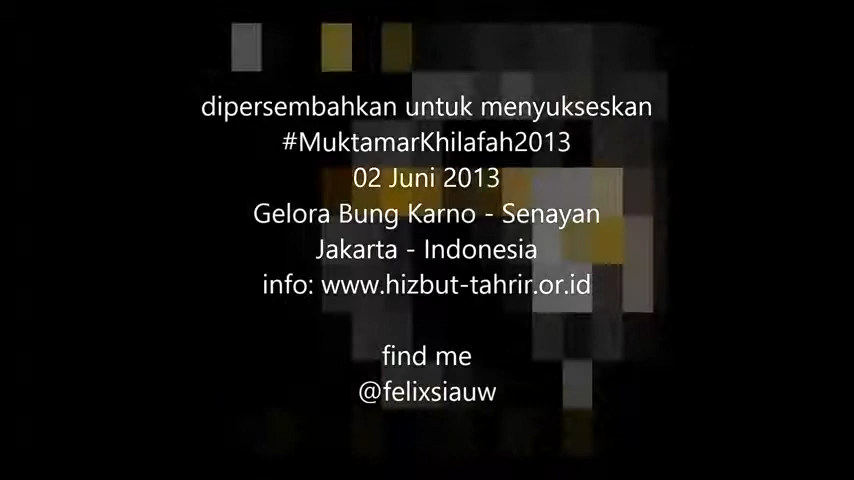 dipersembahkan untuk menyukseskan
#MuktamarKhilafah2013
02 Juni 2013
Gelora Bung Karno - Senayan
Jakarta - Indonesia
info: www.hizbut-tahrir.or.id
find me
@felixsiauw